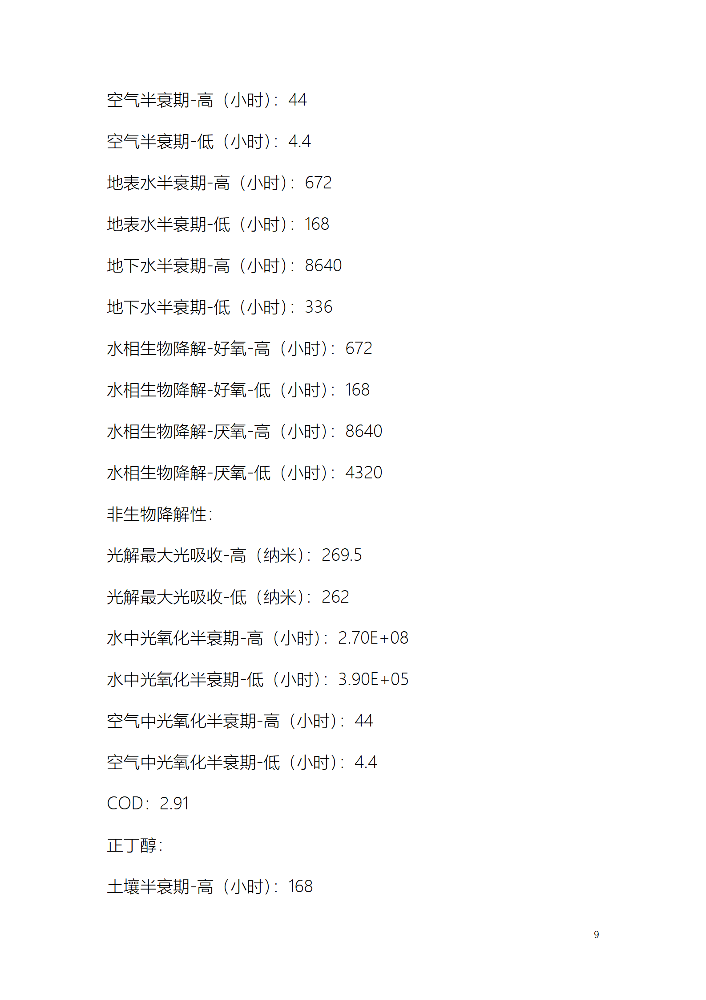 空气半衰期-高（小时）：44
空气半衰期-低（小时）：4.4
地表水半衰期-高（小时）：672
地表水半衰期-低（小时）：168
地下水半衰期-高（小时）：8640
地下水半衰期-低（小时）：336
水相生物降解-好氧-高（小时）：672
水相生物降解-好氧-低（小时）：168
水相生物降解-厌氧-高（小时）：8640
水相生物降解-厌氧-低（小时）：4320
非生物降解性：
光解最大光吸收-高（纳米）：269.5
光解最大光吸收-低（纳米）：262
水中光氧化半衰期-高（小时）：2.70E+08
水中光氧化半衰期-低（小时）：3.90E+05
空气中光氧化半衰期-高（小时）：44
空气中光氧化半衰期-低（小时）：4.4
COD：2.91
正丁醇：
土壤半衰期-高（小时）：168
9